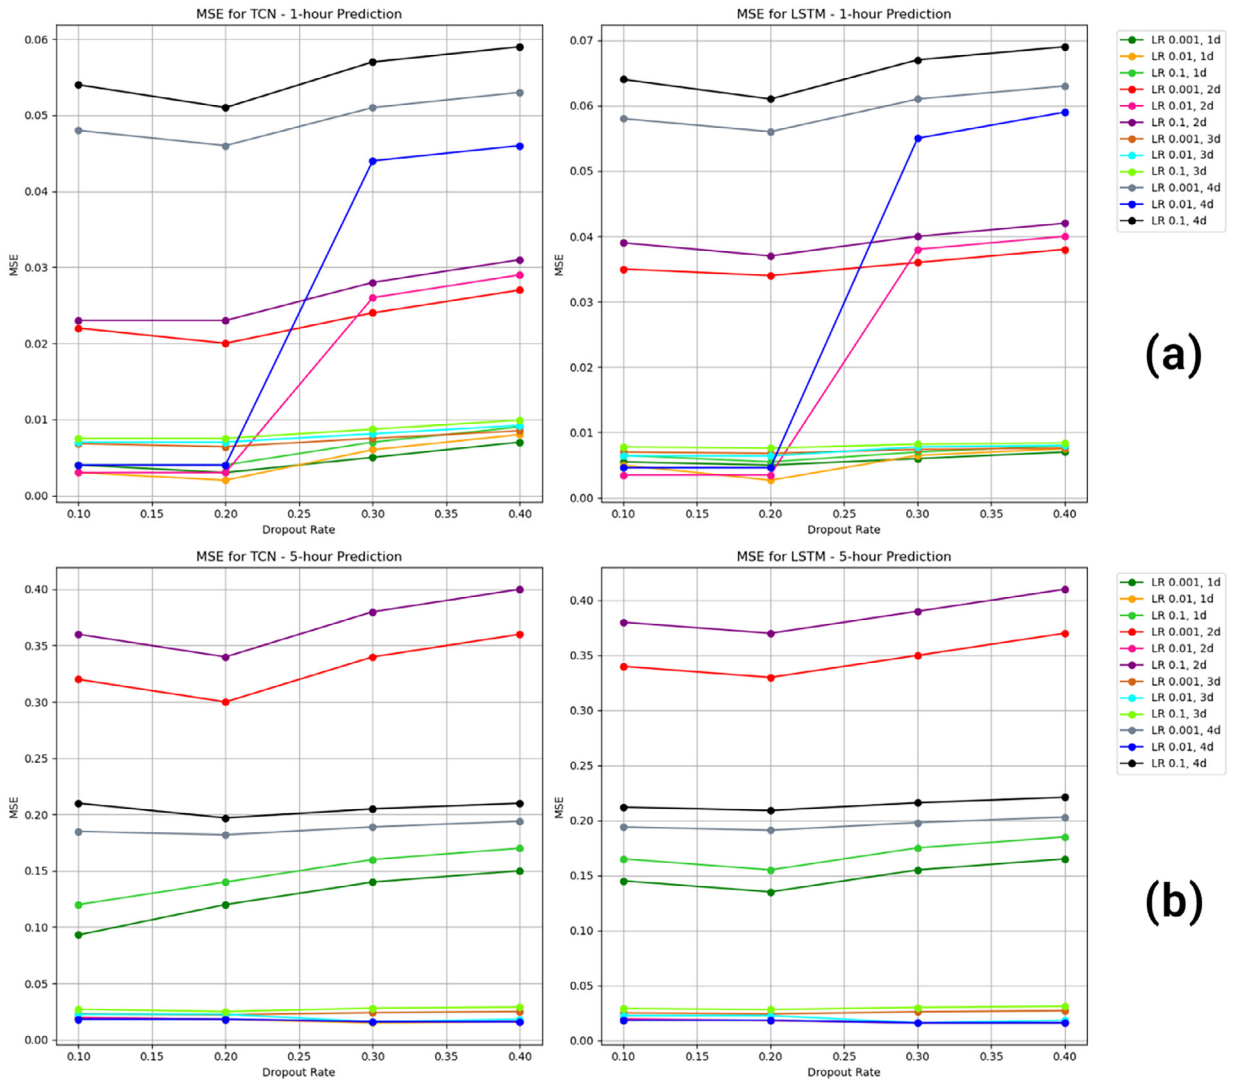 MSE for TCN - 1-hour Prediction
0.06
0.05
0.04
0.03
0.02
0.01
0.00
MSE
0.10 0.15 0.20 0.25 0.30 0.35 0.40
Dropout Rate
MSE for LSTM - 1-hour Prediction
0.07
0.06
0.05
0.04
0.03
0.02
0.01
0.00
MSE
0.10 0.15 0.20 0.25 0.30 0.35 0.40
Dropout Rate
LR 0.001, 1d
LR 0.01, 1d
LR 0.1, 1d
LR 0.001, 2d
LR 0.01, 2d
LR 0.1, 2d
LR 0.001, 3d
LR 0.01, 3d
LR 0.1, 3d
LR 0.001, 4d
LR 0.01, 4d
LR 0.1, 4d
(a)
MSE for TCN - 5-hour Prediction
0.40
0.35
0.30
0.25
0.20
0.15
0.10
0.05
0.00
MSE
0.10 0.15 0.20 0.25 0.30 0.35 0.40
Dropout Rate
MSE for LSTM - 5-hour Prediction
0.40
0.35
0.30
0.25
0.20
0.15
0.10
0.05
0.00
MSE
0.10 0.15 0.20 0.25 0.30 0.35 0.40
Dropout Rate
LR 0.001, 1d
LR 0.01, 1d
LR 0.1, 1d
LR 0.001, 2d
LR 0.01, 2d
LR 0.1, 2d
LR 0.001, 3d
LR 0.01, 3d
LR 0.1, 3d
LR 0.001, 4d
LR 0.01, 4d
LR 0.1, 4d
(b)